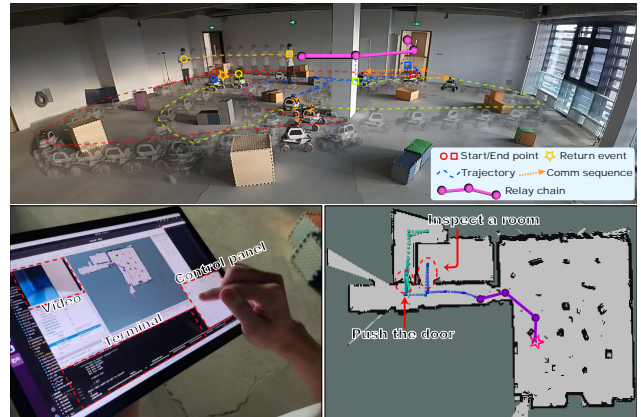 Start/End point Return event
Trajectory Comm sequence
Relay chain
Video
Control panel
Terminal
Inspect a room
Push the door